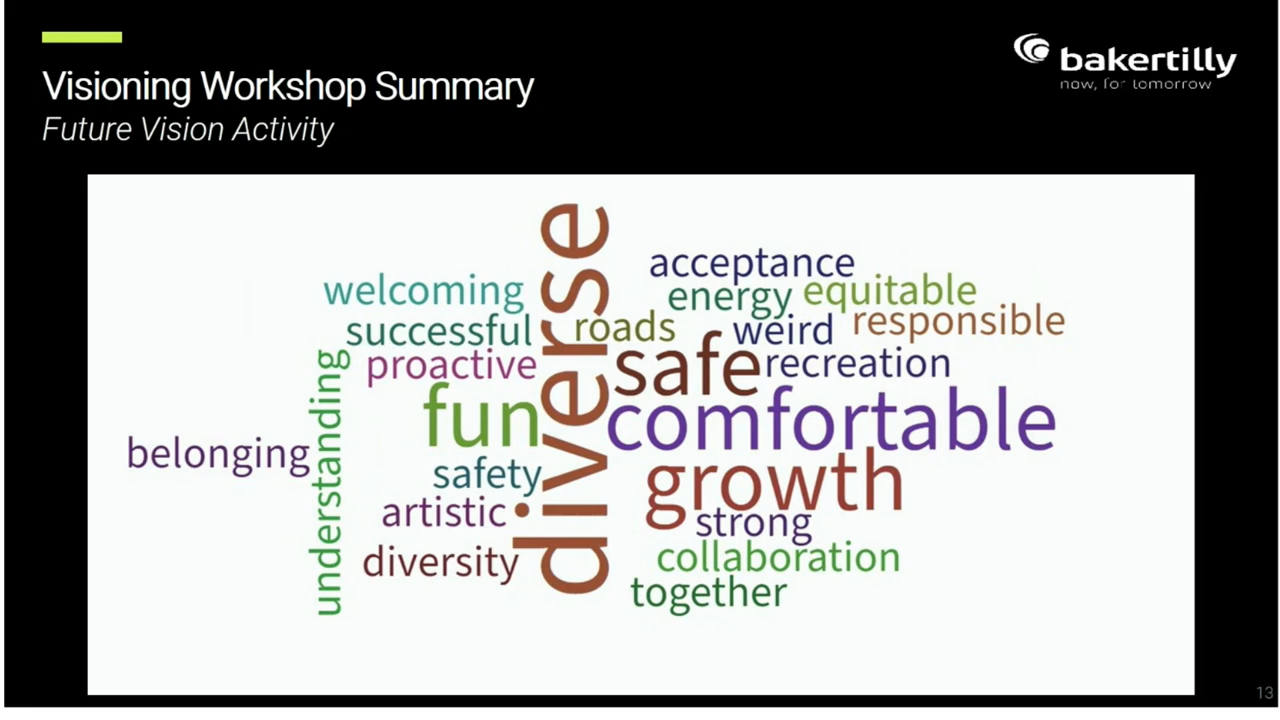 Visioning Workshop Summary
Future Vision Activity
bakertilly
now, for tomorrow
diverse
acceptance
welcoming
energy
equitable
successful
roads
weird
responsible
proactive
safe
recreation
understanding
fun
comfortable
belonging
safety
growth
artistic
strong
diversity
collaboration
together
13